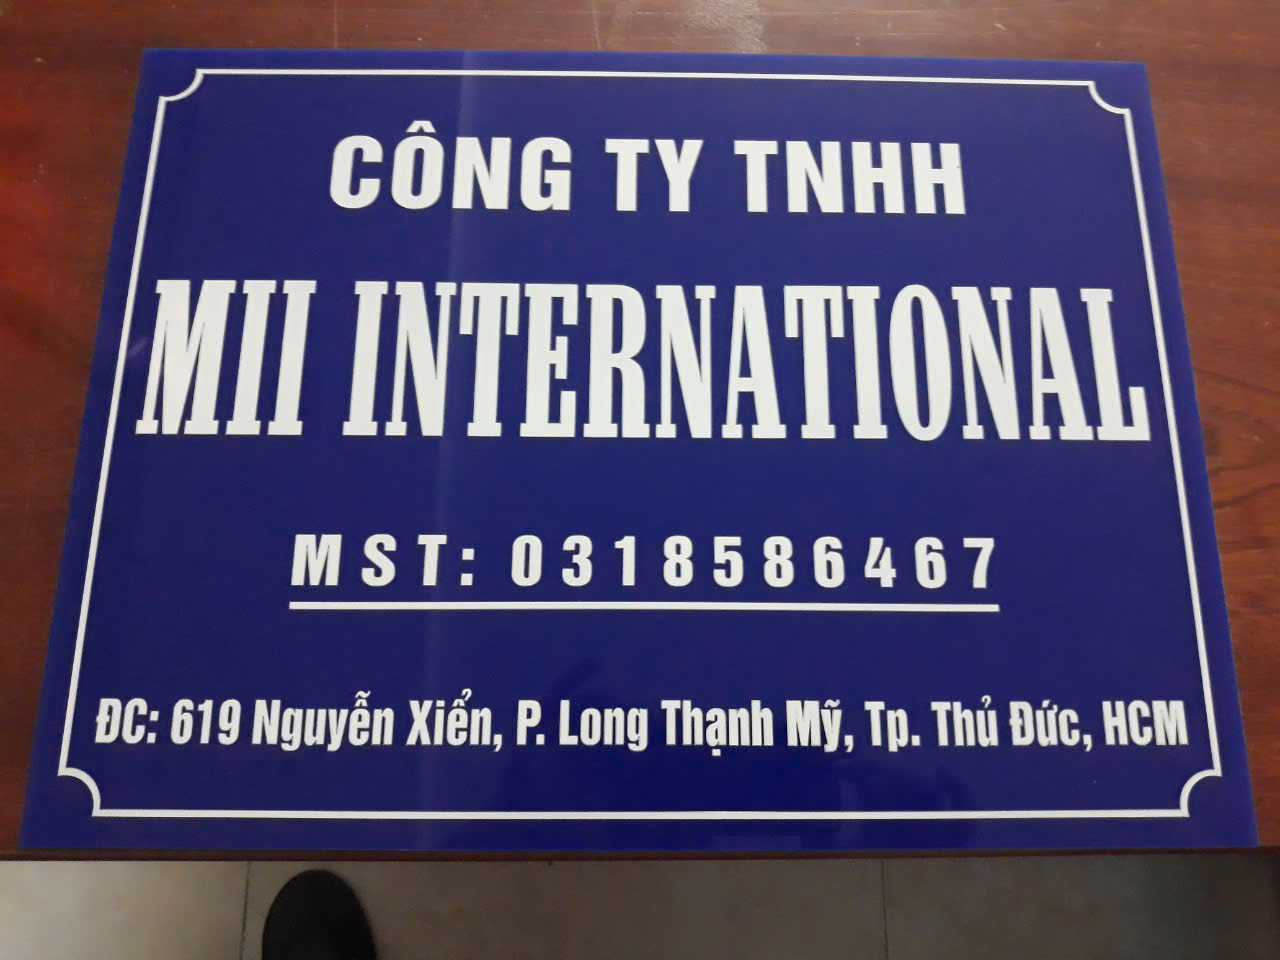 CÔNG TY TNHH
MII INTERNATIONAL
MST: 0318586467
ĐC: 619 Nguyễn Xiển, P. Long Thạnh Mỹ, Tp. Thủ Đức, HCM